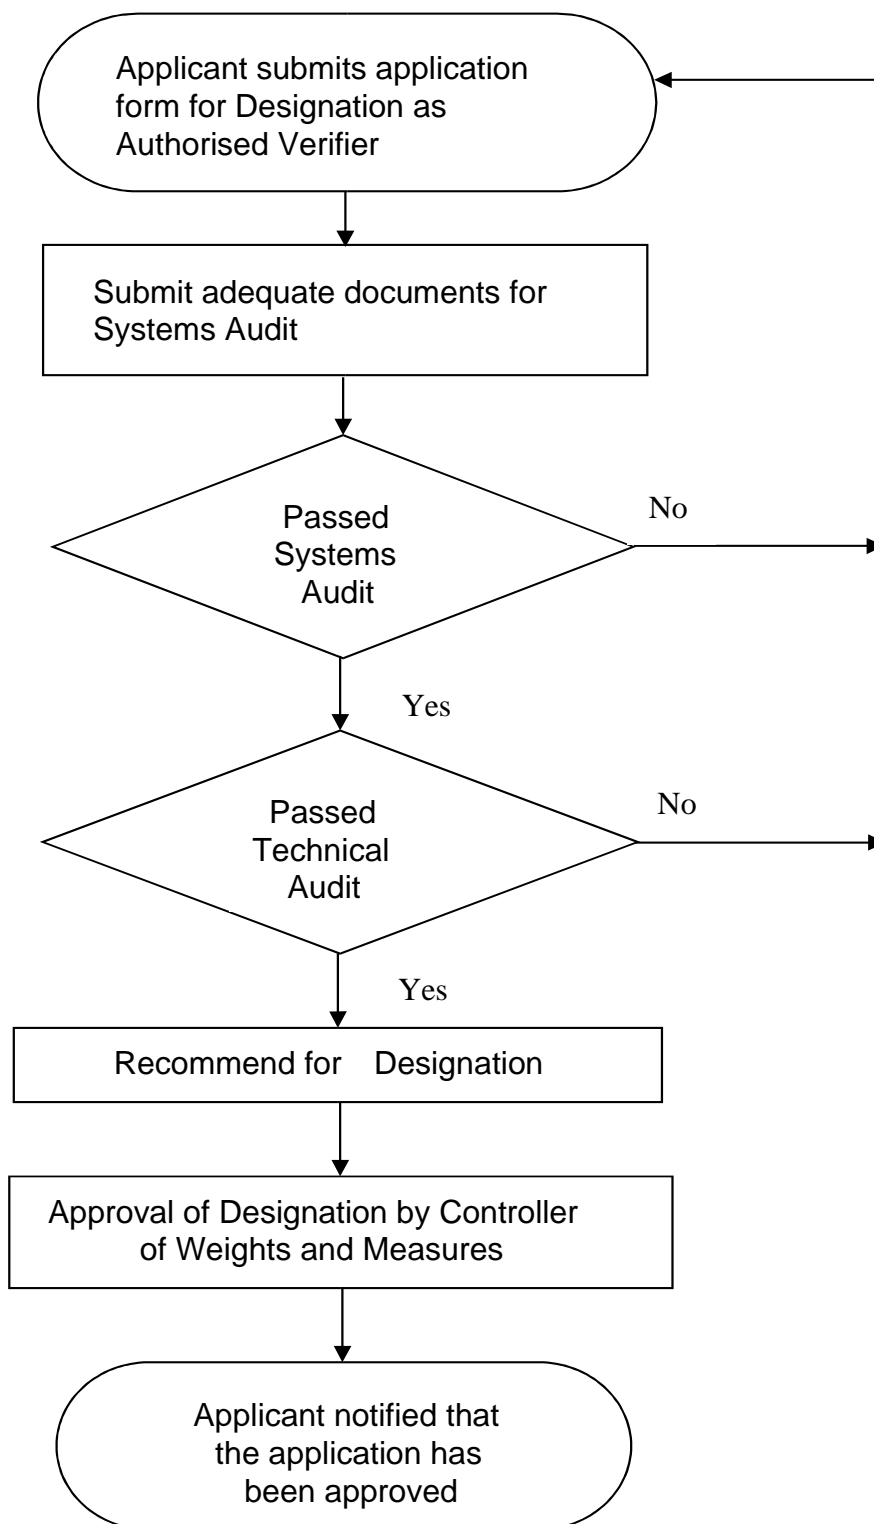 Applicant submits application
form for Designation as
Authorised Verifier
Submit adequate documents for
Systems Audit
Passed
Systems
Audit
No
Yes
Passed
Technical
Audit
No
Yes
Recommend for Designation
Approval of Designation by Controller
of Weights and Measures
Applicant notified that
the application has
been approved